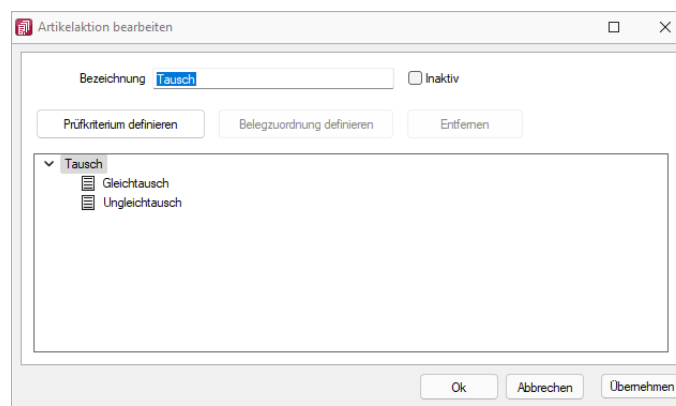 Artikelaktion bearbeiten
Bezeichnung Tausch Inaktiv
Prüfkriterium definieren Belegzuordnung definieren Entfernen
Tausch
Gleichtausch
Ungleichtausch
Ok Abbrechen Übernehmen